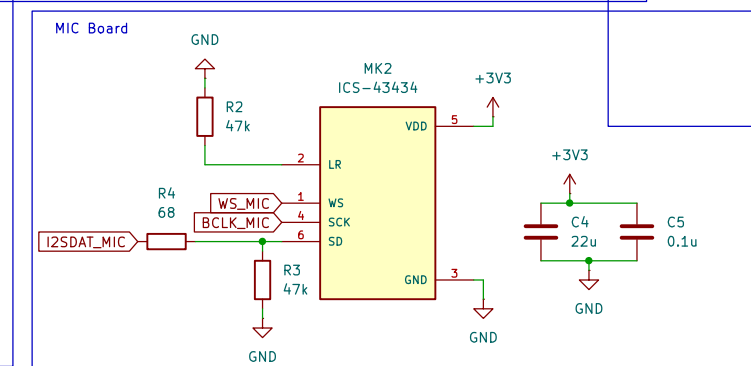 MIC Board
GND
R2
47k
MK2
ICS-43434
+3V3
VDD
5
2
LR
WS_MIC
1
WS
BCLK_MIC
4
SCK
R4
68
I2SDAT_MIC
6
SD
R3
47k
GND
GND
3
GND
+3V3
C4
22u
C5
0.1u
GND